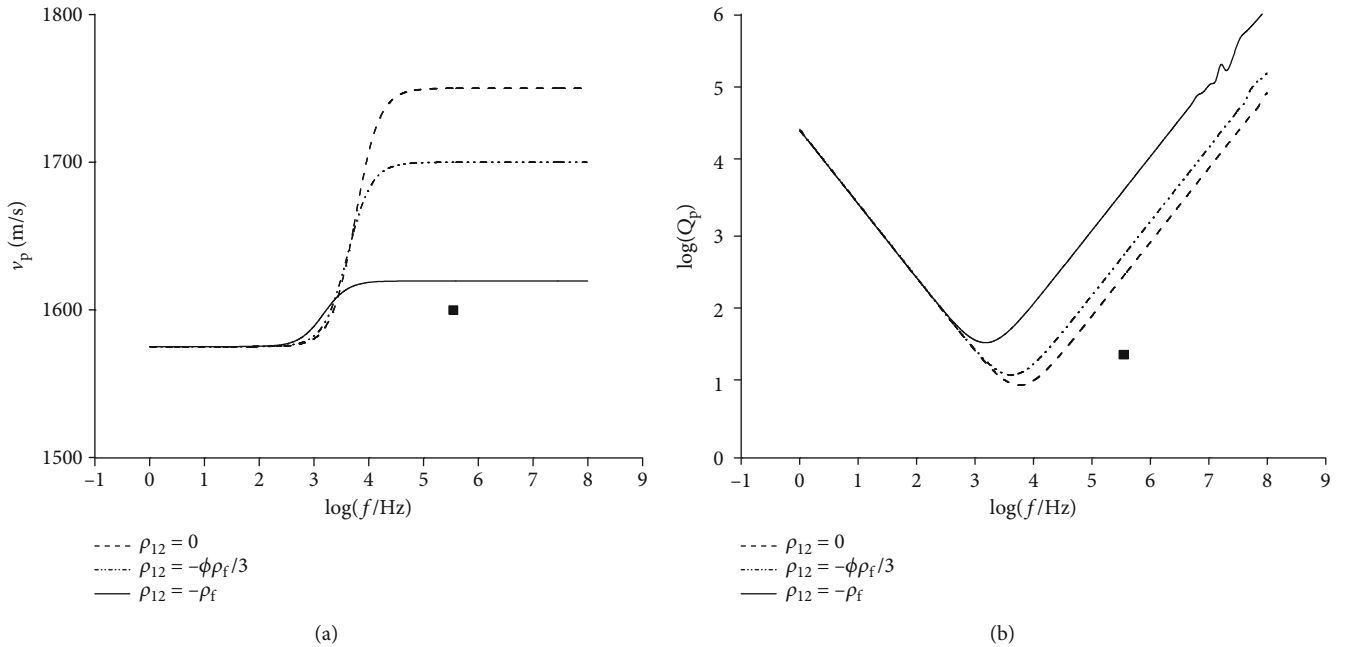 1800
1700
1600
1500
v_p (m/s)
–1 0 1 2 3 4 5 6 7 8 9
log(f/Hz)
ρ12 = 0
ρ12 = –ϕρf/3
ρ12 = –ρf
(a)
6
5
4
3
2
1
0
log(Qp)
–1 0 1 2 3 4 5 6 7 8 9
log(f/Hz)
ρ12 = 0
ρ12 = –ϕρf/3
ρ12 = –ρf
(b)